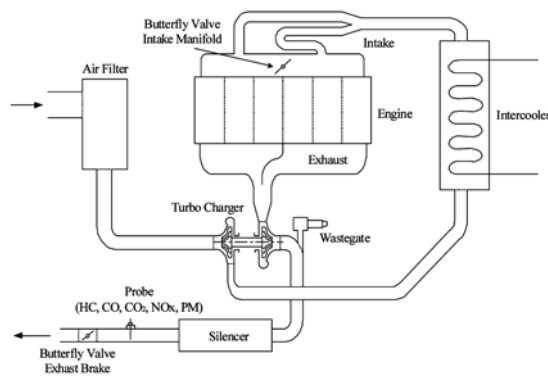 Butterfly Valve
Intake Manifold
Intake
Air Filter
Engine
Intercooler
Exhaust
Turbo Charger
Wastegate
Probe
(HC, CO, CO₂, NOx, PM)
Silencer
Butterfly Valve
Exhast Brake